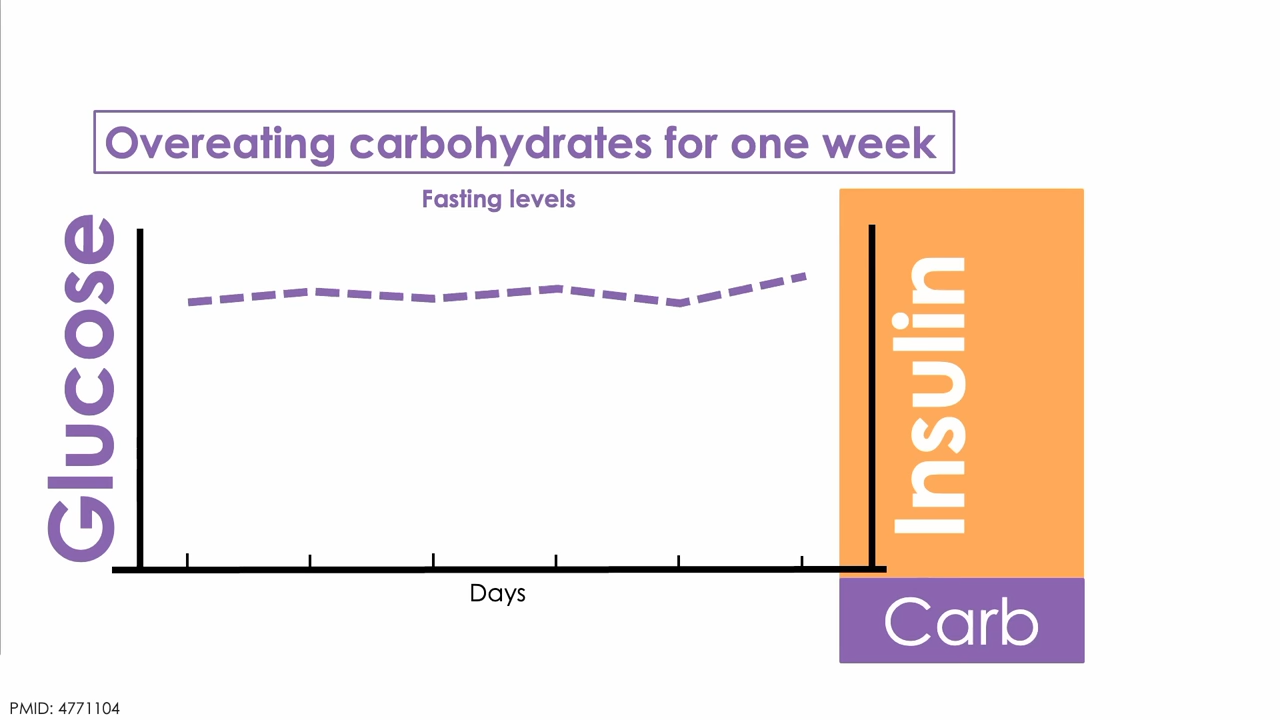 Overeating carbohydrates for one week
Fasting levels
Glucose
Insulin
Days
Carb
PMID: 4771104